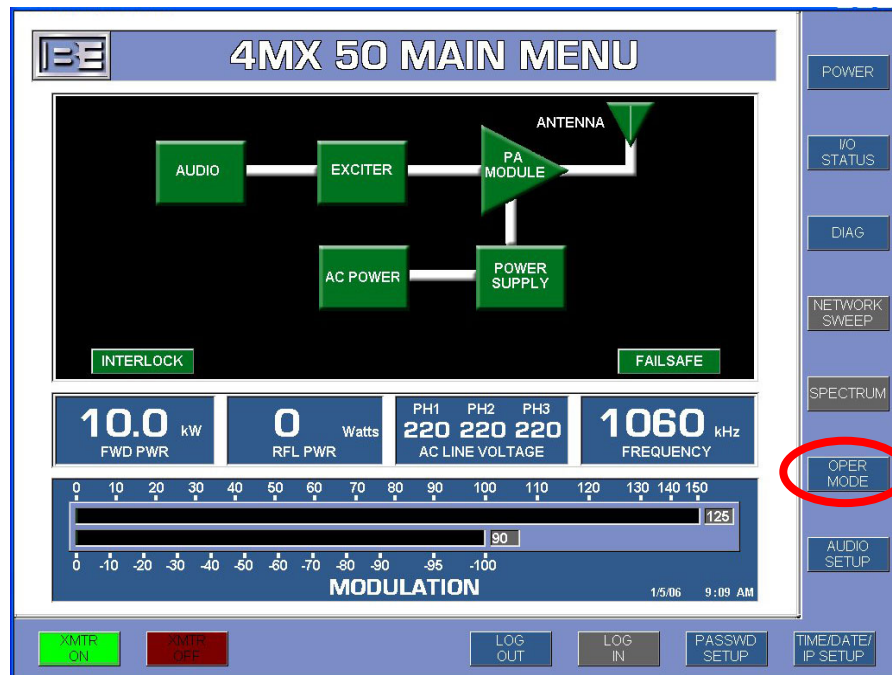 BE
4MX 50 MAIN MENU
ANTENNA
AUDIO
EXCITER
PA
MODULE
AC POWER
POWER
SUPPLY
INTERLOCK
FAILSAFE
10.0 kW
FWD PWR
0 Watts
RFL PWR
PH1 PH2 PH3
220 220 220
AC LINE VOLTAGE
1060 kHz
FREQUENCY
0 10 20 30 40 50 60 70 80 90 100 110 120 130 140 150
125
90
0 -10 -20 -30 -40 -50 -60 -70 -80 -90 -95 -100
MODULATION
1/5/06 9:09 AM
POWER
I/O
STATUS
DIAG
NETWORK
SWEEP
SPECTRUM
OPER
MODE
AUDIO
SETUP
XMTR
ON
XMTR
OFF
LOG
OUT
LOG
IN
PASSWD
SETUP
TIME/DATE/
IP SETUP